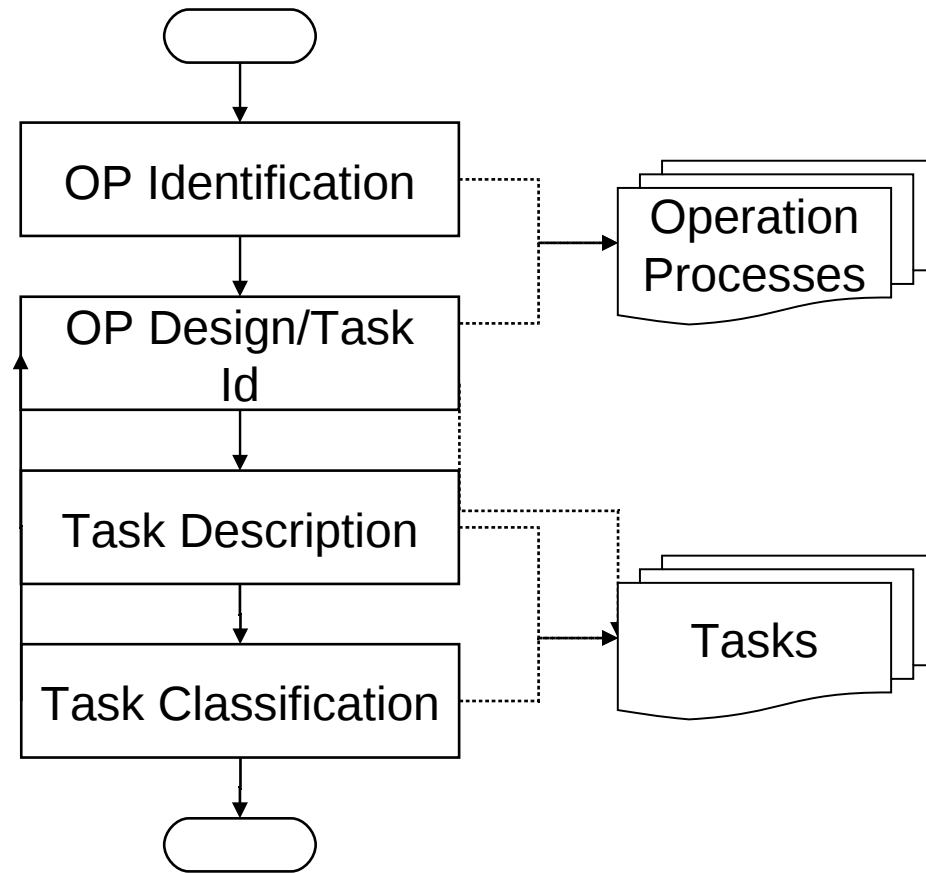 OP Identification
Operation
Processes
OP Design/Task
Id
Task Description
Tasks
Task Classification